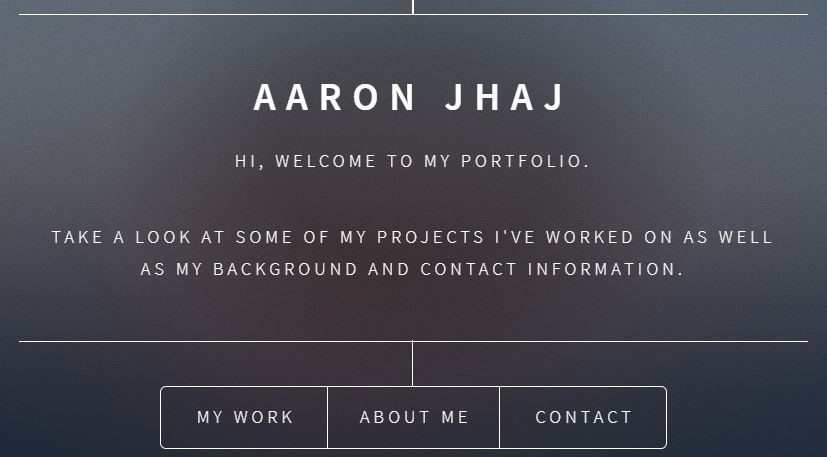 AARON JHAJ
HI, WELCOME TO MY PORTFOLIO.
TAKE A LOOK AT SOME OF MY PROJECTS I'VE WORKED ON AS WELL
AS MY BACKGROUND AND CONTACT INFORMATION.
MY WORK ABOUT ME CONTACT